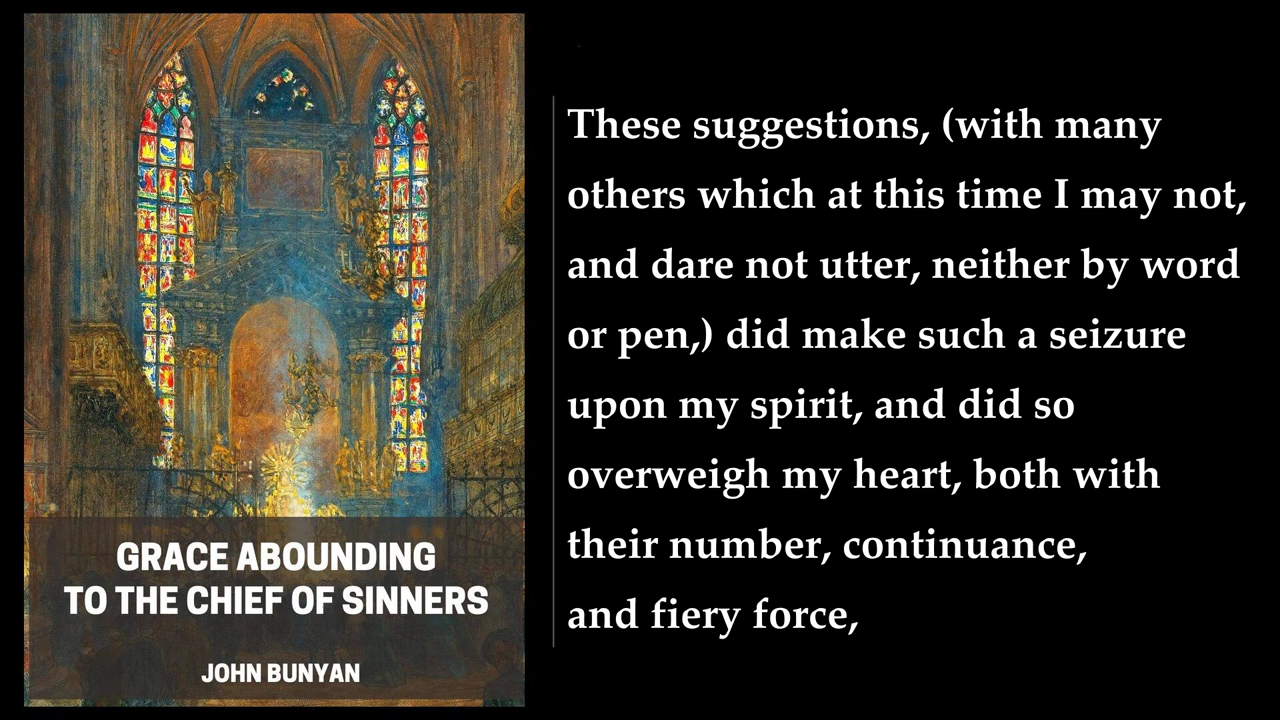 GRACE ABOUNDING
TO THE CHIEF OF SINNERS
JOHN BUNYAN
These suggestions, (with many
others which at this time I may not,
and dare not utter, neither by word
or pen,) did make such a seizure
upon my spirit, and did so
overweigh my heart, both with
their number, continuance,
and fiery force,